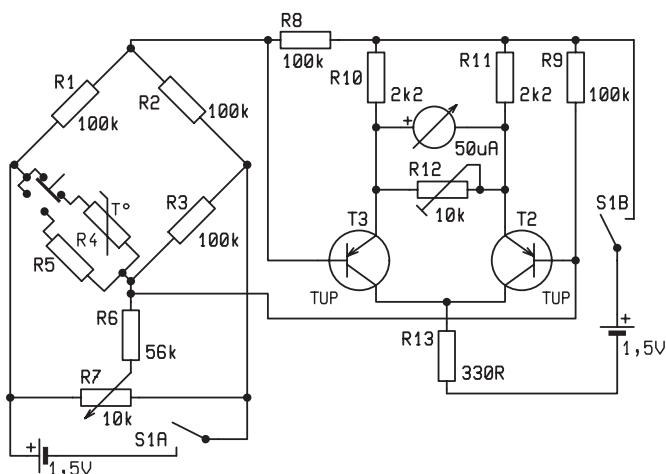 R8
100k
R1
100k
R2
100k
R10
2k2
R11
2k2
R9
100k
+
50uA
R12
10k
T°
R4
R5
R3
100k
T3
TUP
T2
TUP
S1B
+
1,5V
R6
56k
R13
330R
R7
10k
S1A
+
1,5V